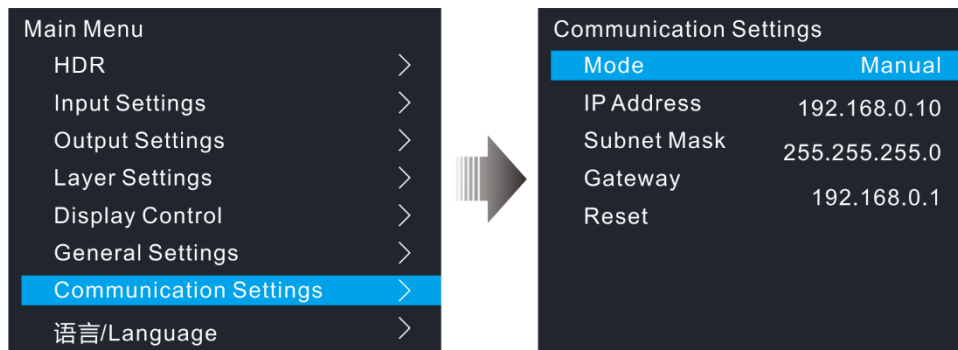 Main Menu
HDR
Input Settings
Output Settings
Layer Settings
Display Control
General Settings
Communication Settings
语言/Language
Communication Settings
Mode Manual
IP Address 192.168.0.10
Subnet Mask 255.255.255.0
Gateway 192.168.0.1
Reset